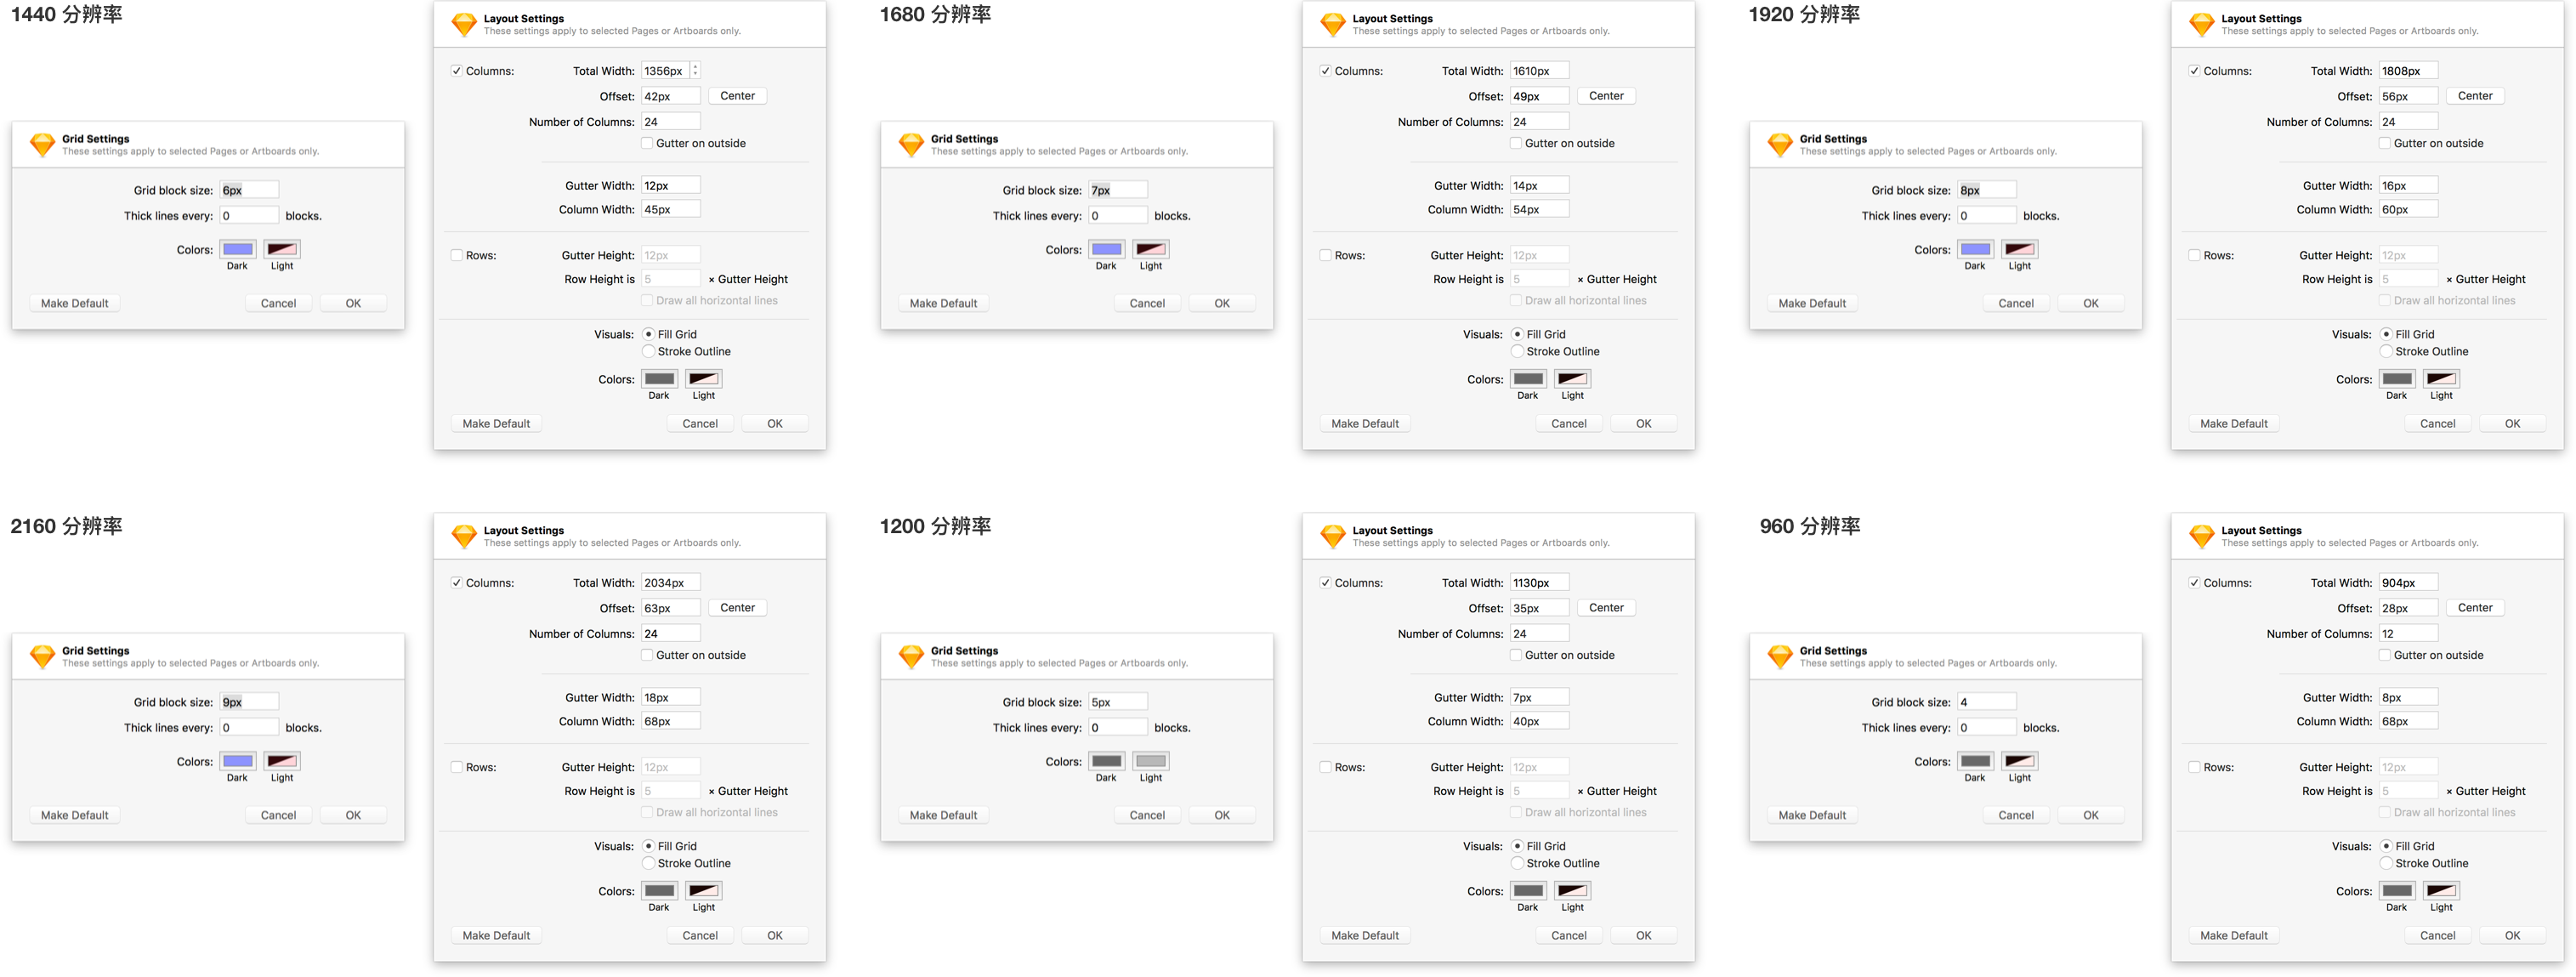 1440 分辨率
Grid Settings
These settings apply to selected Pages or Artboards only.
Grid block size: 6px
Thick lines every: 0 blocks.
Colors:
Dark Light
Make Default Cancel OK
Layout Settings
These settings apply to selected Pages or Artboards only.
Columns: Total Width: 1356px
Offset: 42px Center
Number of Columns: 24
Gutter on outside
Gutter Width: 12px
Column Width: 45px
Rows: Gutter Height: 12px
Row Height is 5 × Gutter Height
Draw all horizontal lines
Visuals: Fill Grid
Stroke Outline
Colors:
Dark Light
Make Default Cancel OK
1680 分辨率
Grid Settings
These settings apply to selected Pages or Artboards only.
Grid block size: 7px
Thick lines every: 0 blocks.
Colors:
Dark Light
Make Default Cancel OK
Layout Settings
These settings apply to selected Pages or Artboards only.
Columns: Total Width: 1610px
Offset: 49px Center
Number of Columns: 24
Gutter on outside
Gutter Width: 14px
Column Width: 54px
Rows: Gutter Height: 12px
Row Height is 5 × Gutter Height
Draw all horizontal lines
Visuals: Fill Grid
Stroke Outline
Colors:
Dark Light
Make Default Cancel OK
1920 分辨率
Grid Settings
These settings apply to selected Pages or Artboards only.
Grid block size: 8px
Thick lines every: 0 blocks.
Colors:
Dark Light
Make Default Cancel OK
Layout Settings
These settings apply to selected Pages or Artboards only.
Columns: Total Width: 1808px
Offset: 56px Center
Number of Columns: 24
Gutter on outside
Gutter Width: 16px
Column Width: 60px
Rows: Gutter Height: 12px
Row Height is 5 × Gutter Height
Draw all horizontal lines
Visuals: Fill Grid
Stroke Outline
Colors:
Dark Light
Make Default Cancel OK
2160 分辨率
Grid Settings
These settings apply to selected Pages or Artboards only.
Grid block size: 9px
Thick lines every: 0 blocks.
Colors:
Dark Light
Make Default Cancel OK
Layout Settings
These settings apply to selected Pages or Artboards only.
Columns: Total Width: 2034px
Offset: 63px Center
Number of Columns: 24
Gutter on outside
Gutter Width: 18px
Column Width: 68px
Rows: Gutter Height: 12px
Row Height is 5 × Gutter Height
Draw all horizontal lines
Visuals: Fill Grid
Stroke Outline
Colors:
Dark Light
Make Default Cancel OK
1200 分辨率
Grid Settings
These settings apply to selected Pages or Artboards only.
Grid block size: 5px
Thick lines every: 0 blocks.
Colors:
Dark Light
Make Default Cancel OK
Layout Settings
These settings apply to selected Pages or Artboards only.
Columns: Total Width: 1130px
Offset: 35px Center
Number of Columns: 24
Gutter on outside
Gutter Width: 7px
Column Width: 40px
Rows: Gutter Height: 12px
Row Height is 5 × Gutter Height
Draw all horizontal lines
Visuals: Fill Grid
Stroke Outline
Colors:
Dark Light
Make Default Cancel OK
960 分辨率
Grid Settings
These settings apply to selected Pages or Artboards only.
Grid block size: 4
Thick lines every: 0 blocks.
Colors:
Dark Light
Make Default Cancel OK
Layout Settings
These settings apply to selected Pages or Artboards only.
Columns: Total Width: 904px
Offset: 28px Center
Number of Columns: 12
Gutter on outside
Gutter Width: 8px
Column Width: 68px
Rows: Gutter Height: 12px
Row Height is 5 × Gutter Height
Draw all horizontal lines
Visuals: Fill Grid
Stroke Outline
Colors:
Dark Light
Make Default Cancel OK